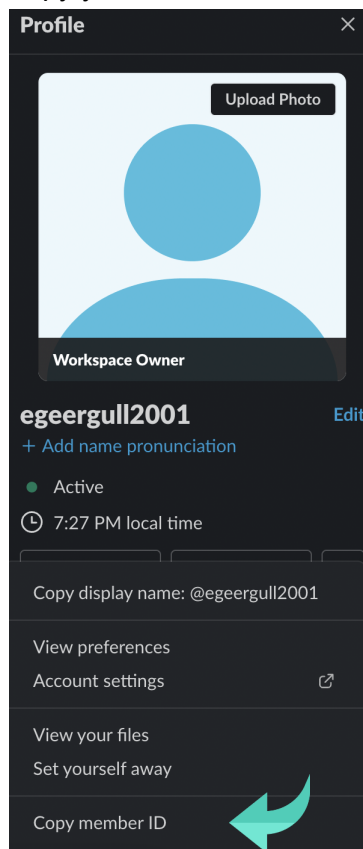 Profile
Upload Photo
Workspace Owner
egeergull2001
Edit
+ Add name pronunciation
Active
7:27 PM local time
Copy display name: @egeergull2001
View preferences
Account settings
View your files
Set yourself away
Copy member ID